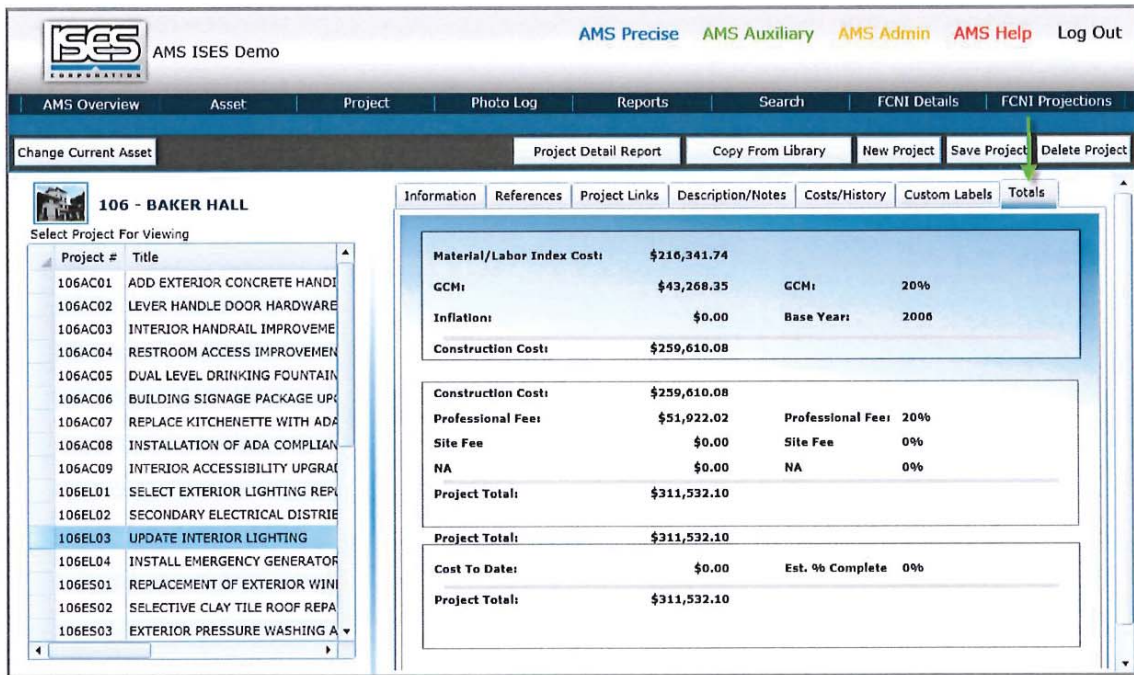 ISES
CORPORATION
AMS ISES Demo
AMS Precise AMS Auxiliary AMS Admin AMS Help Log Out
AMS Overview Asset Project Photo Log Reports Search FCNI Details FCNI Projections
Change Current Asset Project Detail Report Copy From Library New Project Save Project Delete Project
106 - BAKER HALL
Select Project For Viewing
Project # Title
106AC01 ADD EXTERIOR CONCRETE HANDI
106AC02 LEVER HANDLE DOOR HARDWARE
106AC03 INTERIOR HANDRAIL IMPROVEME
106AC04 RESTROOM ACCESS IMPROVEMEN
106AC05 DUAL LEVEL DRINKING FOUNTAIN
106AC06 BUILDING SIGNAGE PACKAGE UPG
106AC07 REPLACE KITCHENETTE WITH ADA
106AC08 INSTALLATION OF ADA COMPLIAN
106AC09 INTERIOR ACCESSIBILITY UPGRAD
106EL01 SELECT EXTERIOR LIGHTING REPL
106EL02 SECONDARY ELECTRICAL DISTRIB
106EL03 UPDATE INTERIOR LIGHTING
106EL04 INSTALL EMERGENCY GENERATOR
106ES01 REPLACEMENT OF EXTERIOR WIN
106ES02 SELECTIVE CLAY TILE ROOF REPA
106ES03 EXTERIOR PRESSURE WASHING A
Information References Project Links Description/Notes Costs/History Custom Labels Totals
Material/Labor Index Cost: $216,341.74
GCM: $43,268.35 GCM: 20%
Inflation: $0.00 Base Year: 2006
Construction Cost: $259,610.08
Construction Cost: $259,610.08
Professional Fee: $51,922.02 Professional Fee: 20%
Site Fee $0.00 Site Fee 0%
NA $0.00 NA 0%
Project Total: $311,532.10
Project Total: $311,532.10
Cost To Date: $0.00 Est. % Complete 0%
Project Total: $311,532.10